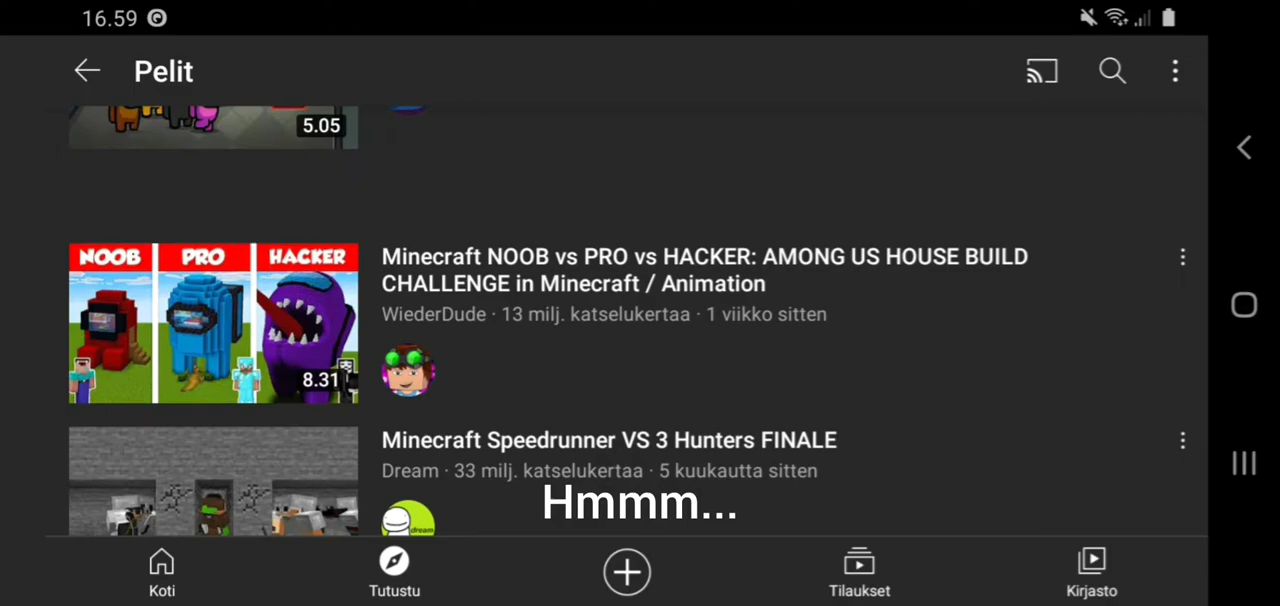 16.59
Pelit
5.05
NOOB PRO HACKER
8.31
Minecraft NOOB vs PRO vs HACKER: AMONG US HOUSE BUILD
CHALLENGE in Minecraft / Animation
WiederDude · 13 milj. katselukertaa · 1 viikko sitten
Minecraft Speedrunner VS 3 Hunters FINALE
Dream · 33 milj. katselukertaa · 5 kuukautta sitten
dream
Hmmm...
Koti
Tutustu
Tilaukset
Kirjasto